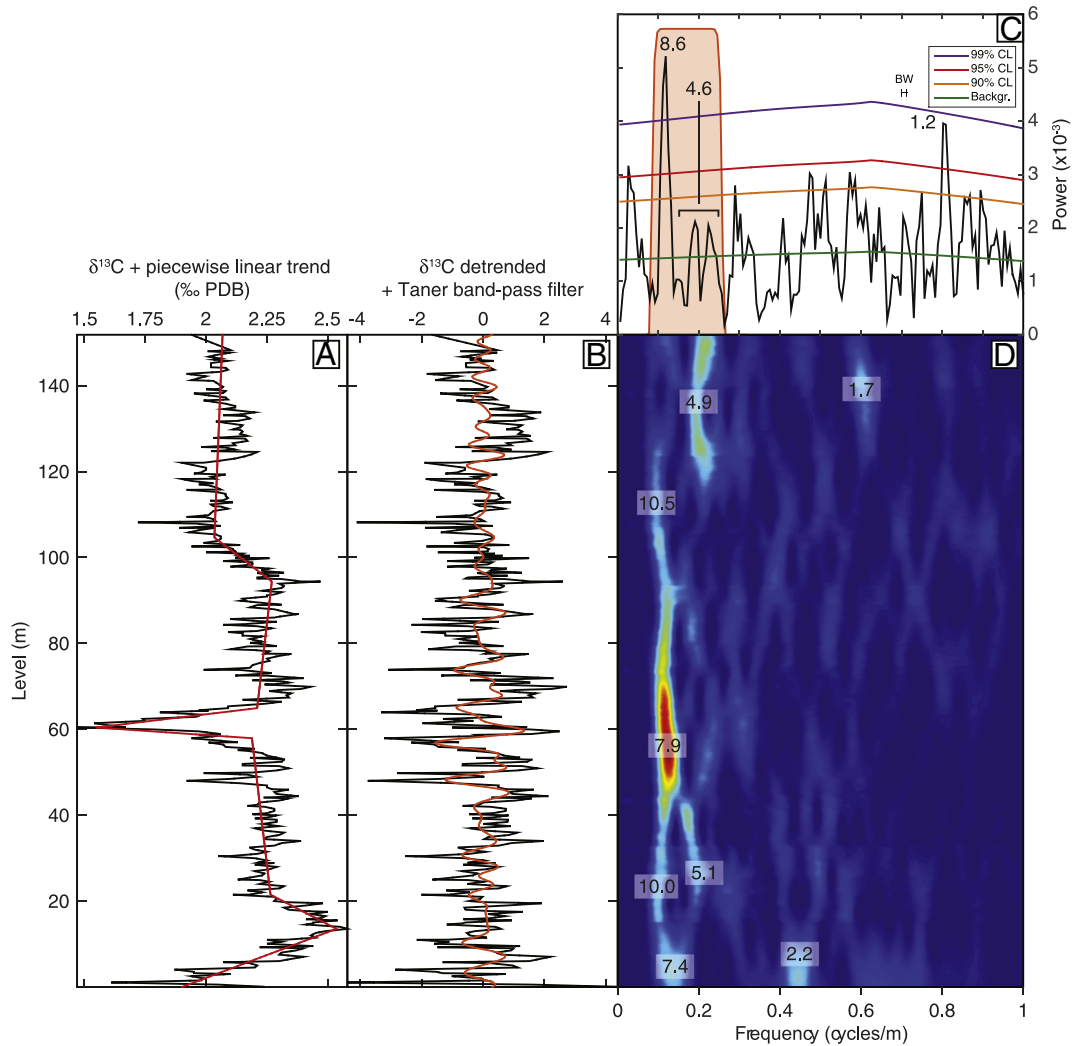 C
6
5
4
3
2
1
0
Power (x10⁻³)
8.6
4.6
1.2
BW
H
99% CL
95% CL
90% CL
Backgr.
δ¹³C + piecewise linear trend
(‰ PDB)
1.5 1.75 2 2.25 2.5
δ¹³C detrended
+ Taner band-pass filter
-4 -2 0 2 4
A
B
D
140
120
100
80
60
40
20
Level (m)
4.9
1.7
10.5
7.9
10.0
5.1
7.4
2.2
0 0.2 0.4 0.6 0.8 1
Frequency (cycles/m)